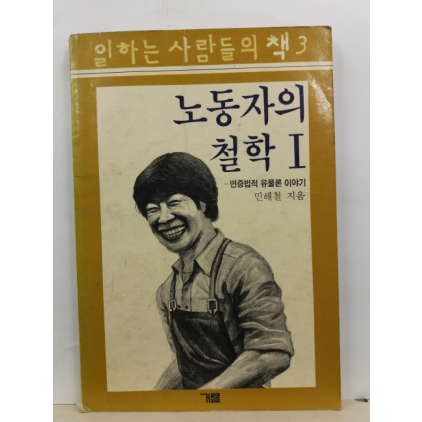 일하는 사람들의 책 3
노동자의
철학 I
- 변증법적 유물론 이야기
민해철 지음
거름